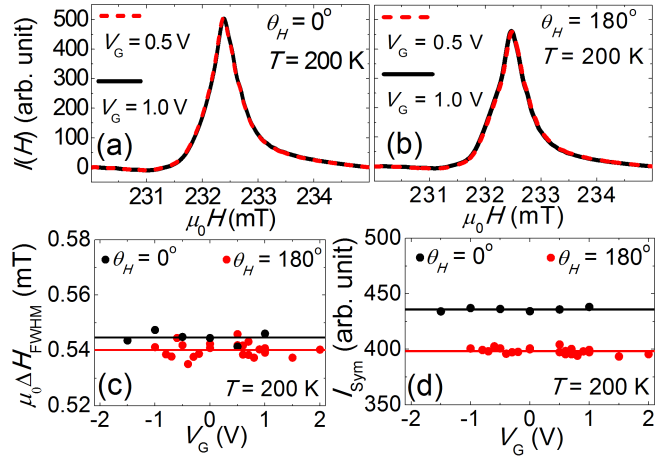 500
400
300
200
100
0
I(H) (arb. unit)
V_G = 0.5 V
V_G = 1.0 V
θ_H = 0°
T = 200 K
(a)
231 232 233 234
μ₀H (mT)
V_G = 0.5 V
V_G = 1.0 V
θ_H = 180°
T = 200 K
(b)
231 232 233 234
μ₀H (mT)
0.58
0.56
0.54
0.52
μ₀ΔH_FWHM (mT)
θ_H = 0° θ_H = 180°
(c) T = 200 K
-2 -1 0 1 2
V_G (V)
500
450
400
350
I_Sym (arb. unit)
θ_H = 0° θ_H = 180°
(d) T = 200 K
-2 -1 0 1 2
V_G (V)